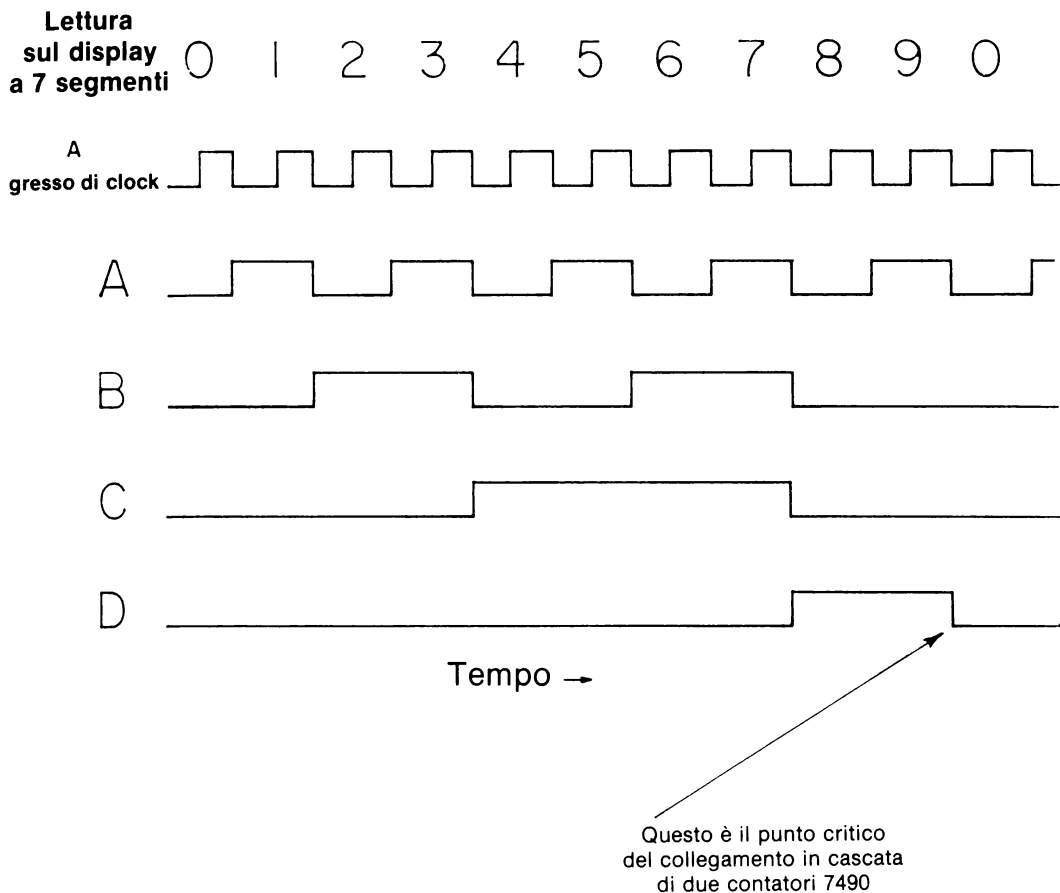 Lettura
sul display
a 7 segmenti
0 1 2 3 4 5 6 7 8 9 0
A
gresso di clock
A
B
C
D
Tempo →
Questo è il punto critico
del collegamento in cascata
di due contatori 7490